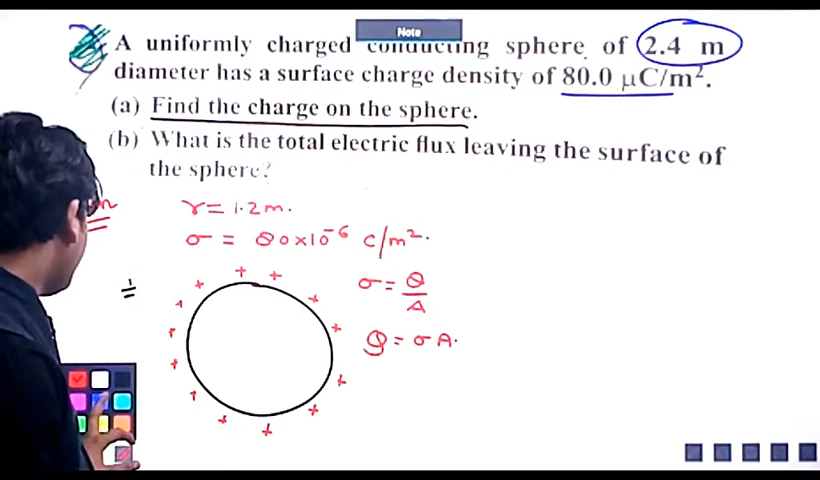 Note
A uniformly charged conducting sphere of 2.4 m
diameter has a surface charge density of 80.0 μC/m².
(a) Find the charge on the sphere.
(b) What is the total electric flux leaving the surface of
the sphere?
r = 1.2 m.
σ = 80×10⁻⁶ C/m².
σ = Q/A
Q = σA.